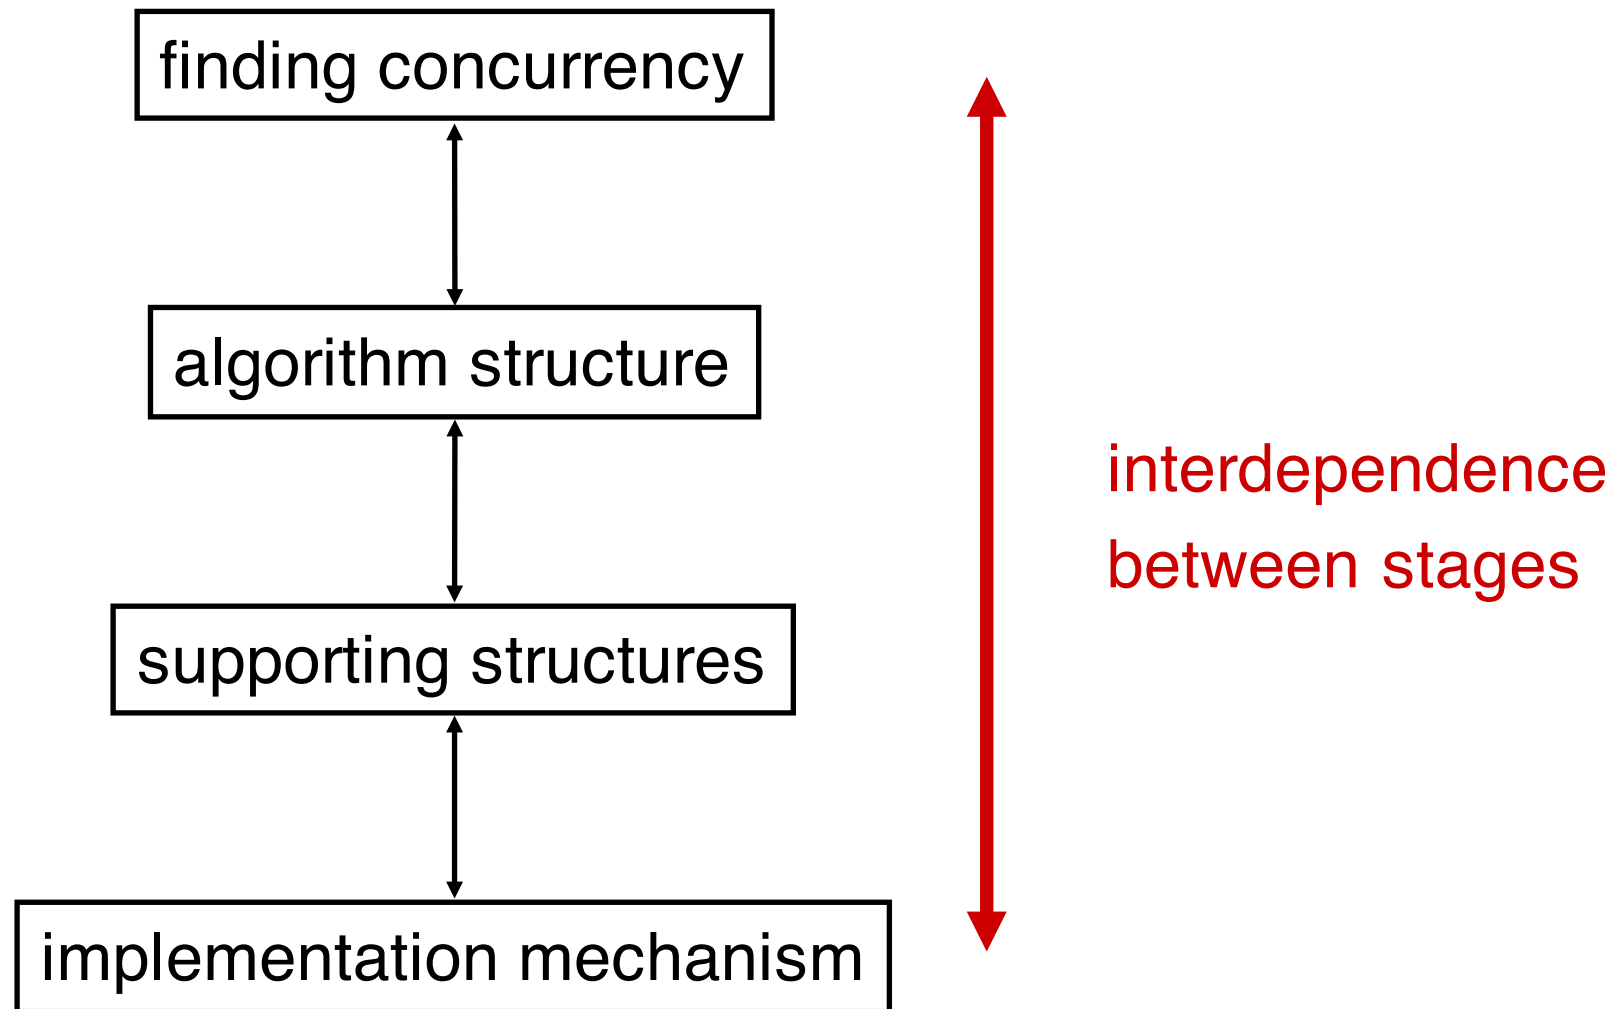 finding concurrency
algorithm structure
interdependence
between stages
supporting structures
implementation mechanism